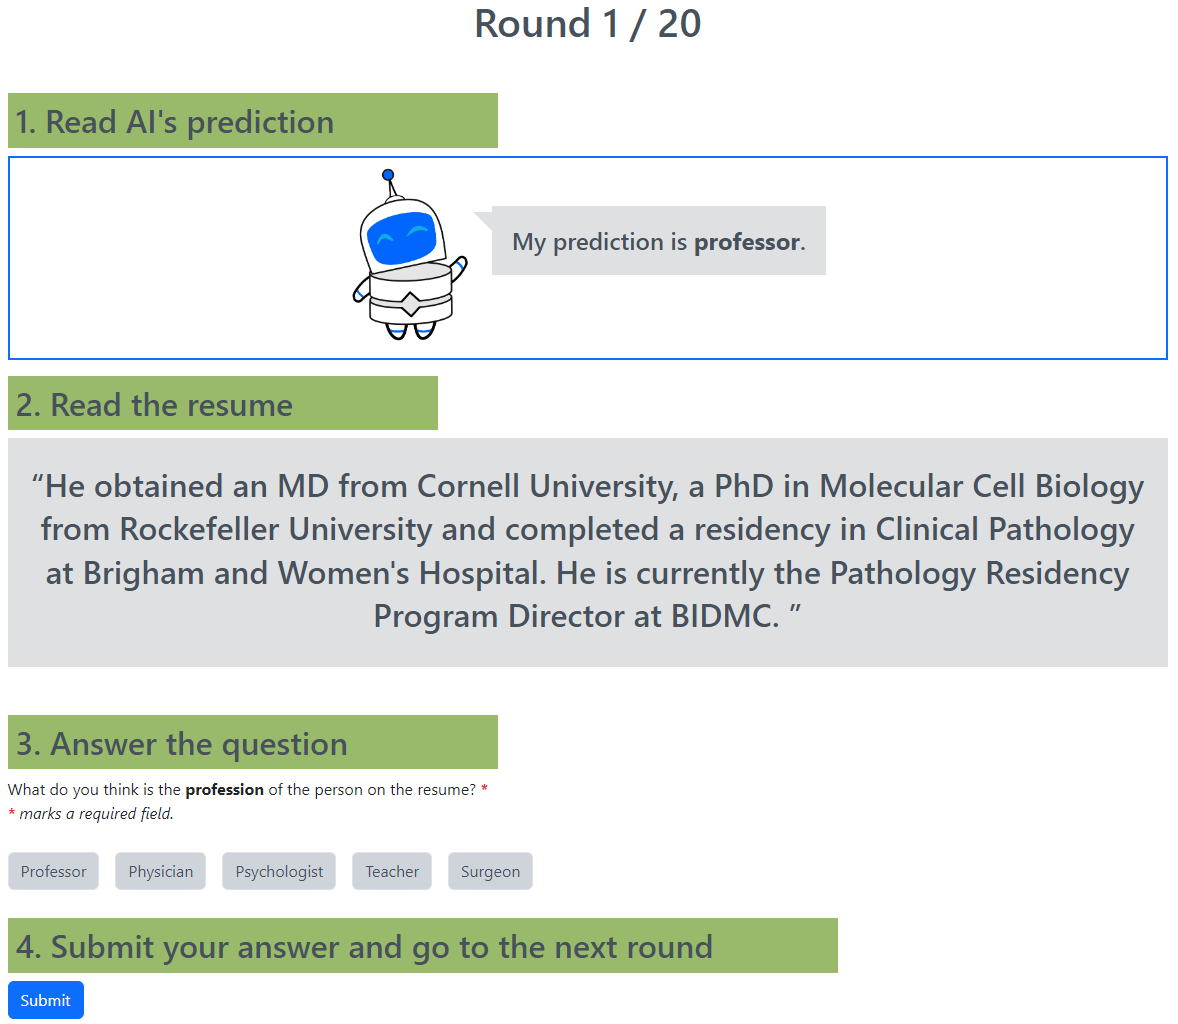 Round 1 / 20
1. Read AI's prediction
My prediction is professor.
2. Read the resume
“He obtained an MD from Cornell University, a PhD in Molecular Cell Biology
from Rockefeller University and completed a residency in Clinical Pathology
at Brigham and Women's Hospital. He is currently the Pathology Residency
Program Director at BIDMC. ”
3. Answer the question
What do you think is the profession of the person on the resume? *
* marks a required field.
Professor Physician Psychologist Teacher Surgeon
4. Submit your answer and go to the next round
Submit